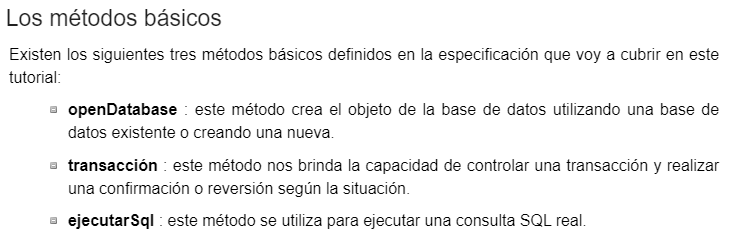 Los métodos básicos
Existen los siguientes tres métodos básicos definidos en la especificación que voy a cubrir en este
tutorial:
openDatabase : este método crea el objeto de la base de datos utilizando una base de
datos existente o creando una nueva.
transacción : este método nos brinda la capacidad de controlar una transacción y realizar
una confirmación o reversión según la situación.
ejecutarSql : este método se utiliza para ejecutar una consulta SQL real.